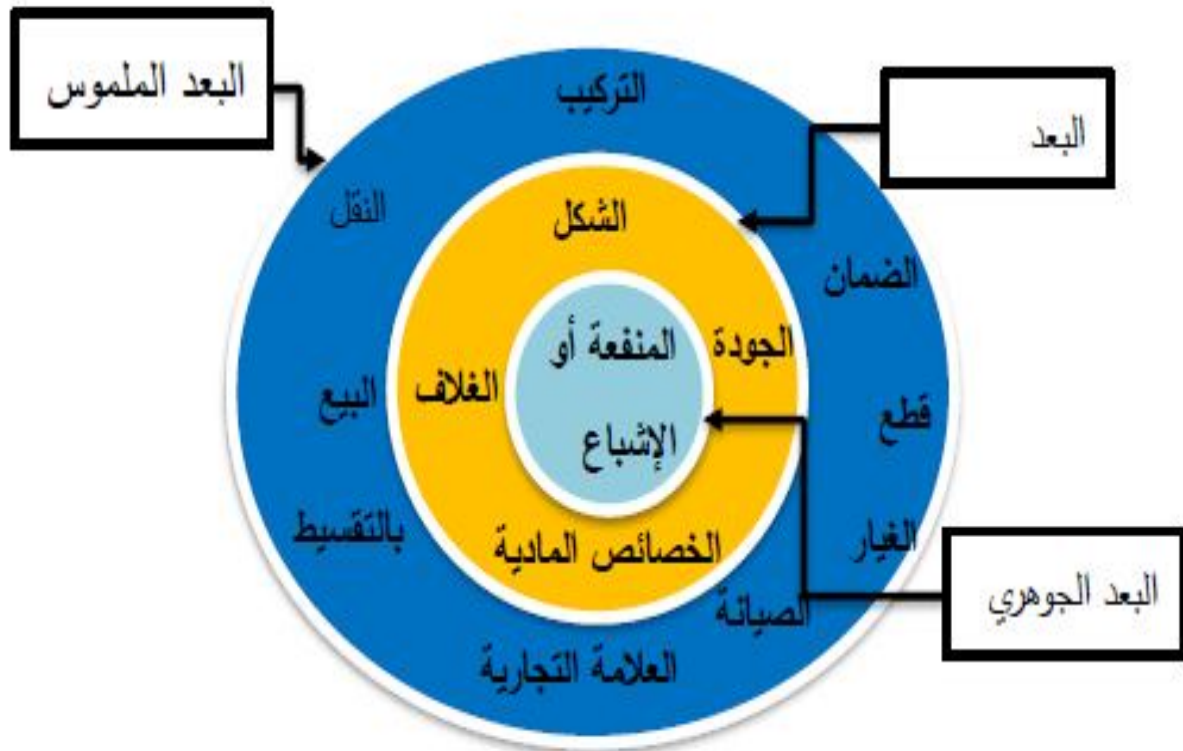 البعد الملموس
البعد
التركيب
النقل
الضمان
الشكل
المنفعة أو
الإشباع
الجودة
الغلاف
البيع
بالتقسيط
قطع
الغيار
الخصائص المادية
الصيانة
العلامة التجارية
البعد الجوهري